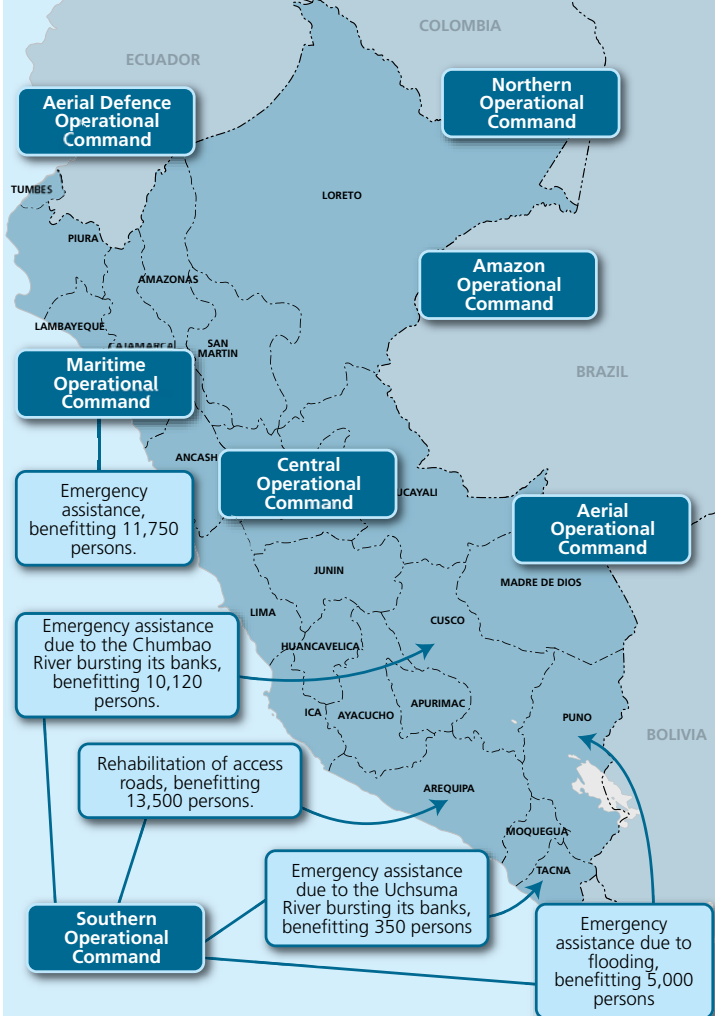 COLOMBIA
ECUADOR
Aerial Defence
Operational
Command
Northern
Operational
Command
TUMBES
LORETO
PIURA
Amazon
Operational
Command
AMAZONAS
LAMBAYEQUE
CAJAMARCA
SAN
MARTIN
Maritime
Operational
Command
BRAZIL
ANCASH
Central
Operational
Command
UCAYALI
Emergency
assistance,
benefitting 11,750
persons.
Aerial
Operational
Command
JUNIN
MADRE DE DIOS
LIMA
CUSCO
Emergency assistance
due to the Chumbao
River bursting its banks,
benefitting 10,120
persons.
HUANCAVELICA
ICA
AYACUCHO
APURIMAC
PUNO
BOLIVIA
Rehabilitation of access
roads, benefitting
13,500 persons.
AREQUIPA
MOQUEGUA
TACNA
Emergency assistance
due to the Uchsuma
River bursting its banks,
benefitting 350 persons
Southern
Operational
Command
Emergency
assistance due to
flooding,
benefitting 5,000
persons